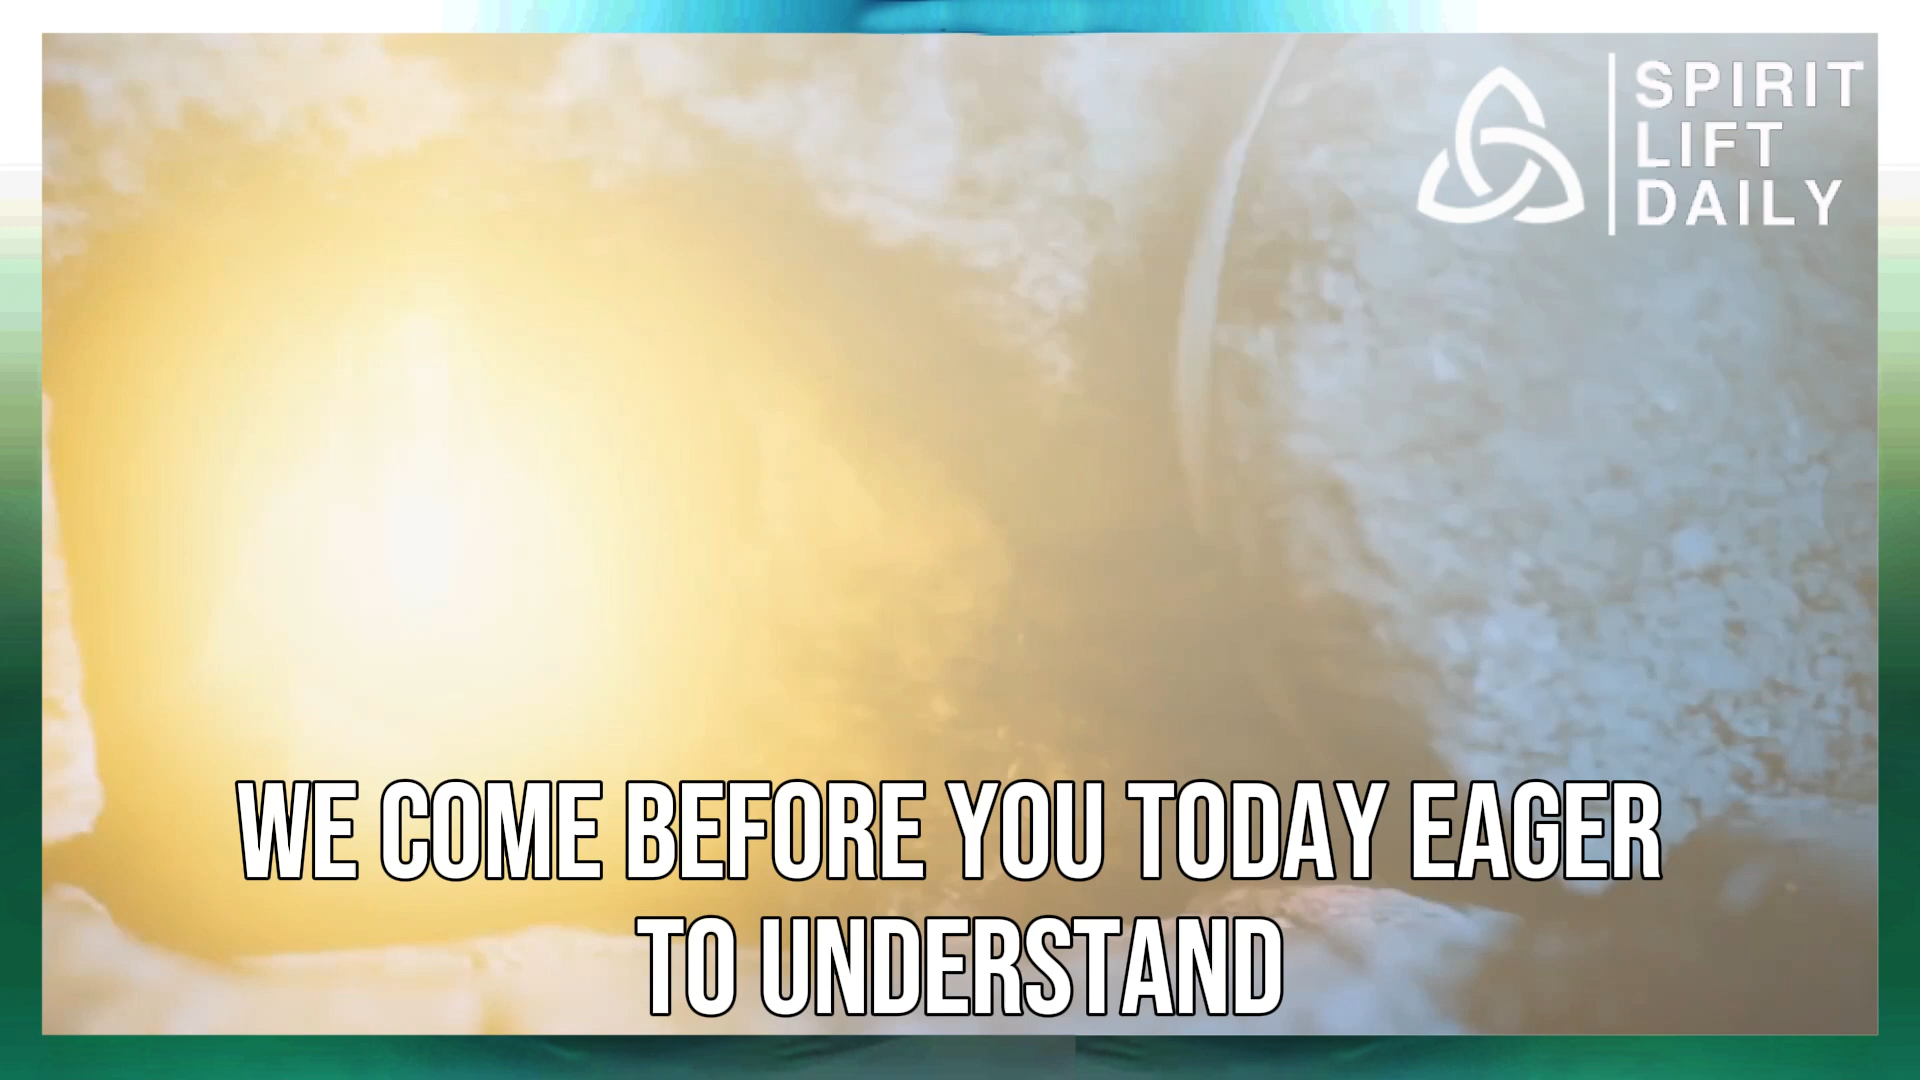 SPIRIT
LIFT
DAILY
WE COME BEFORE YOU TODAY EAGER
TO UNDERSTAND